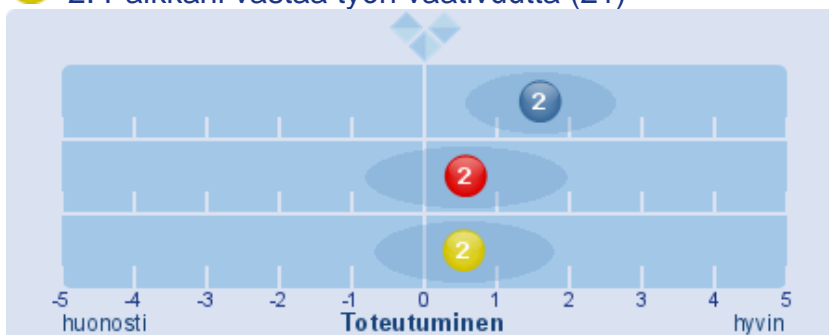 2. Palkkani vastaa työn vaativuutta (21)
2
2
2
-5 -4 -3 -2 -1 0 1 2 3 4 5
huonosti Toteutuminen hyvin